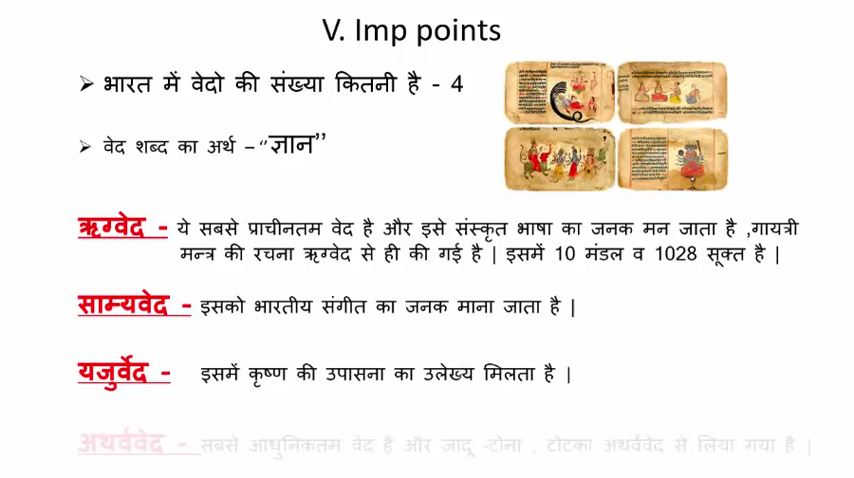 V. Imp points
➢ भारत में वेदो की संख्या कितनी है - 4
➢ वेद शब्द का अर्थ – ‘‘ज्ञान’’
ऋग्वेद - ये सबसे प्राचीनतम वेद है और इसे संस्कृत भाषा का जनक मन जाता है ,गायत्री
मन्त्र की रचना ऋग्वेद से ही की गई है | इसमें 10 मंडल व 1028 सूक्त है |
साम्यवेद - इसको भारतीय संगीत का जनक माना जाता है |
यजुर्वेद - इसमें कृष्ण की उपासना का उलेख्य मिलता है |
अथर्ववेद - सबसे आधुनिकतम वेद है और जादू -टोना , टोटका अथर्ववेद से लिया गया है |